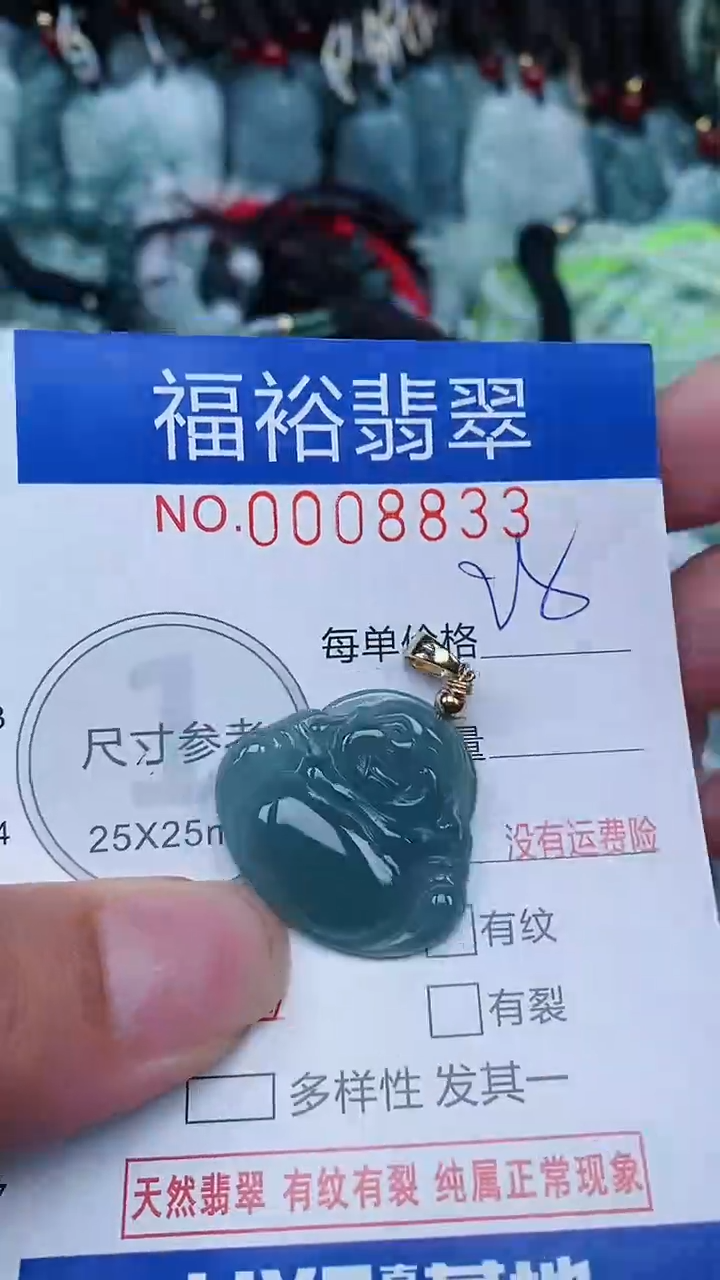 福裕翡翠
NO.0008833
每单价格
尺寸参考
量
25X25m
没有运费险
有纹
有裂
多样性 发其一
天然翡翠 有纹有裂 纯属正常现象